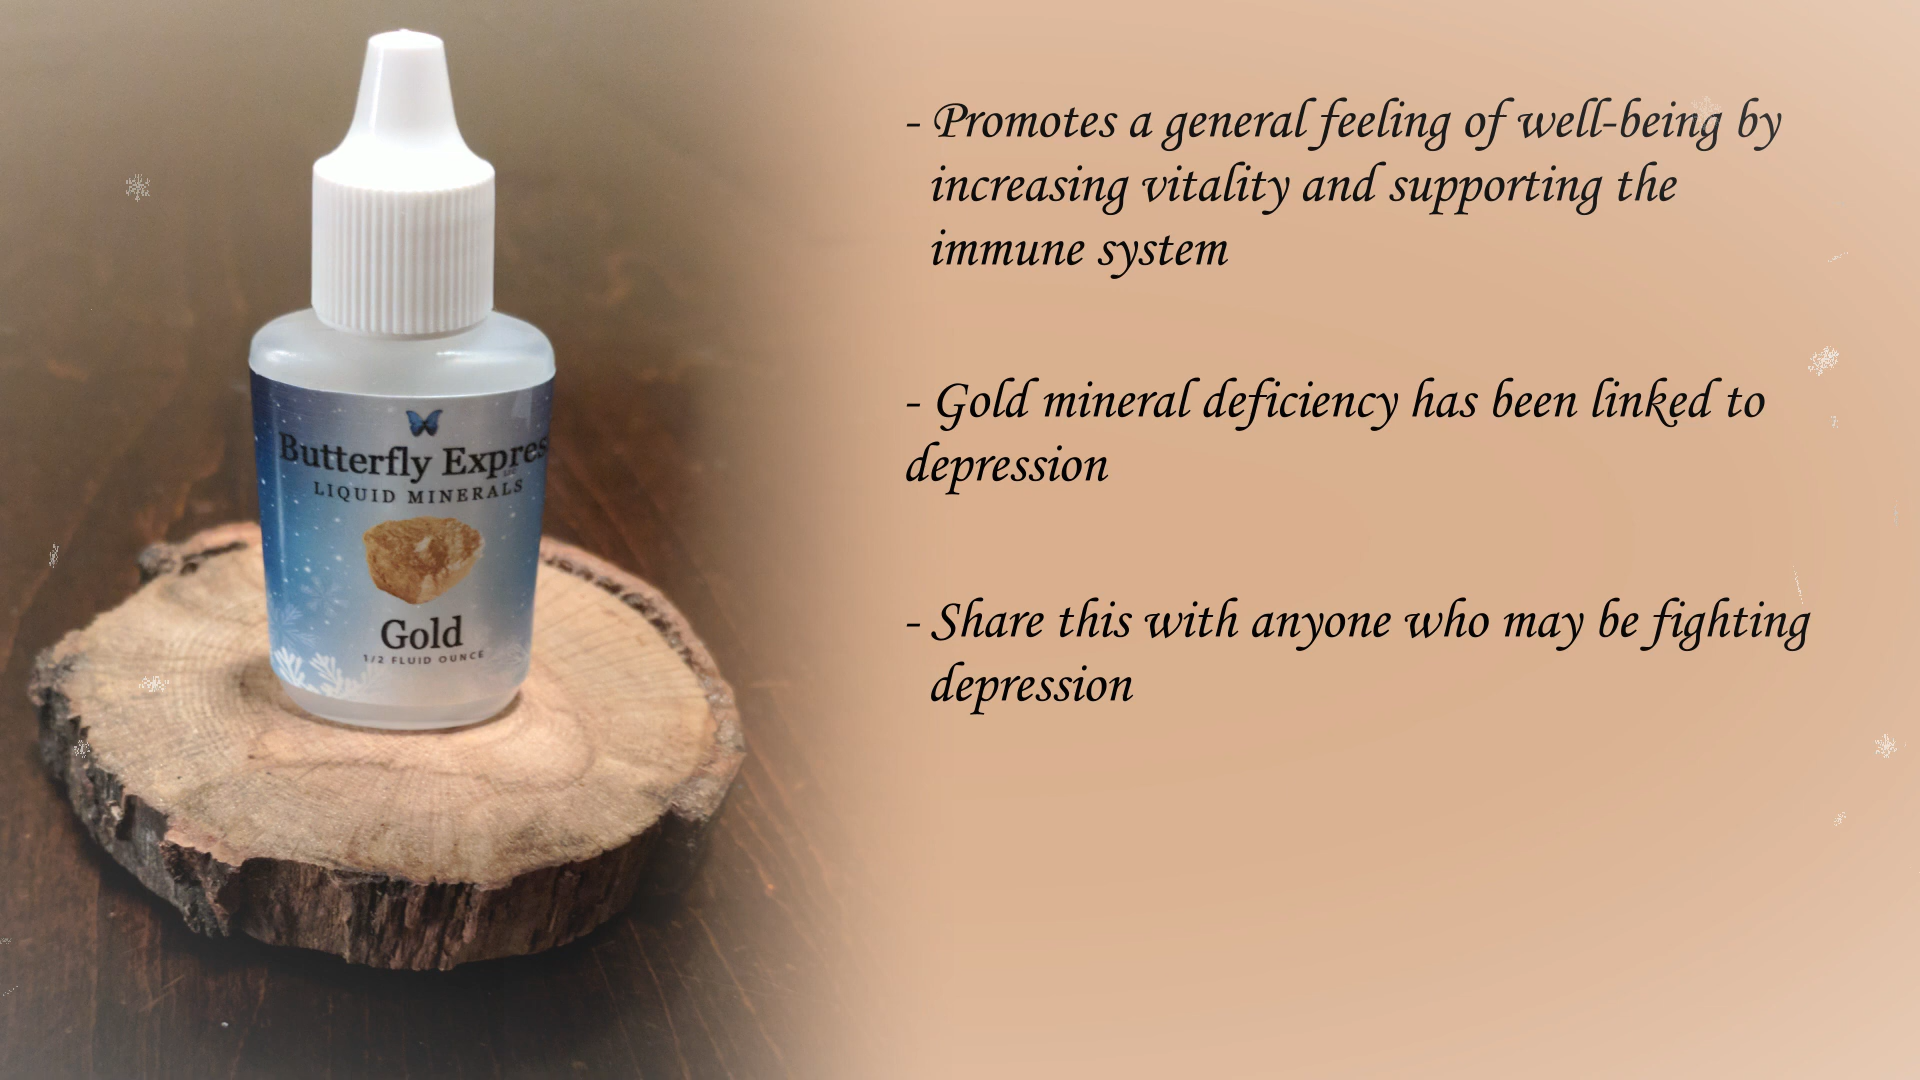 Butterfly Expres
LIQUID MINERALS
Gold
1/2 FLUID OUNCE
- Promotes a general feeling of well-being by
increasing vitality and supporting the
immune system
- Gold mineral deficiency has been linked to
depression
- Share this with anyone who may be fighting
depression